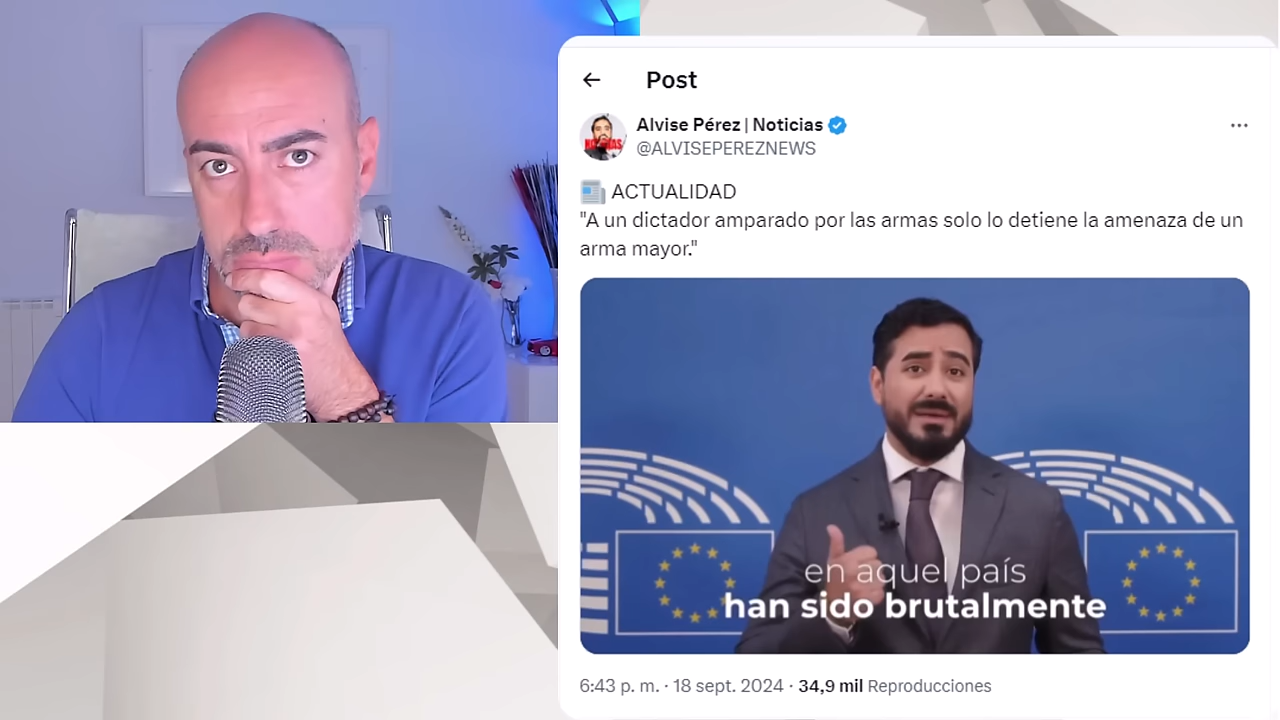 Post
Alvise Pérez | Noticias
@ALVISEPEREZNEWS
ACTUALIDAD
"A un dictador amparado por las armas solo lo detiene la amenaza de un
arma mayor."
en aquel país
han sido brutalmente
6:43 p. m. · 18 sept. 2024 · 34,9 mil Reproducciones